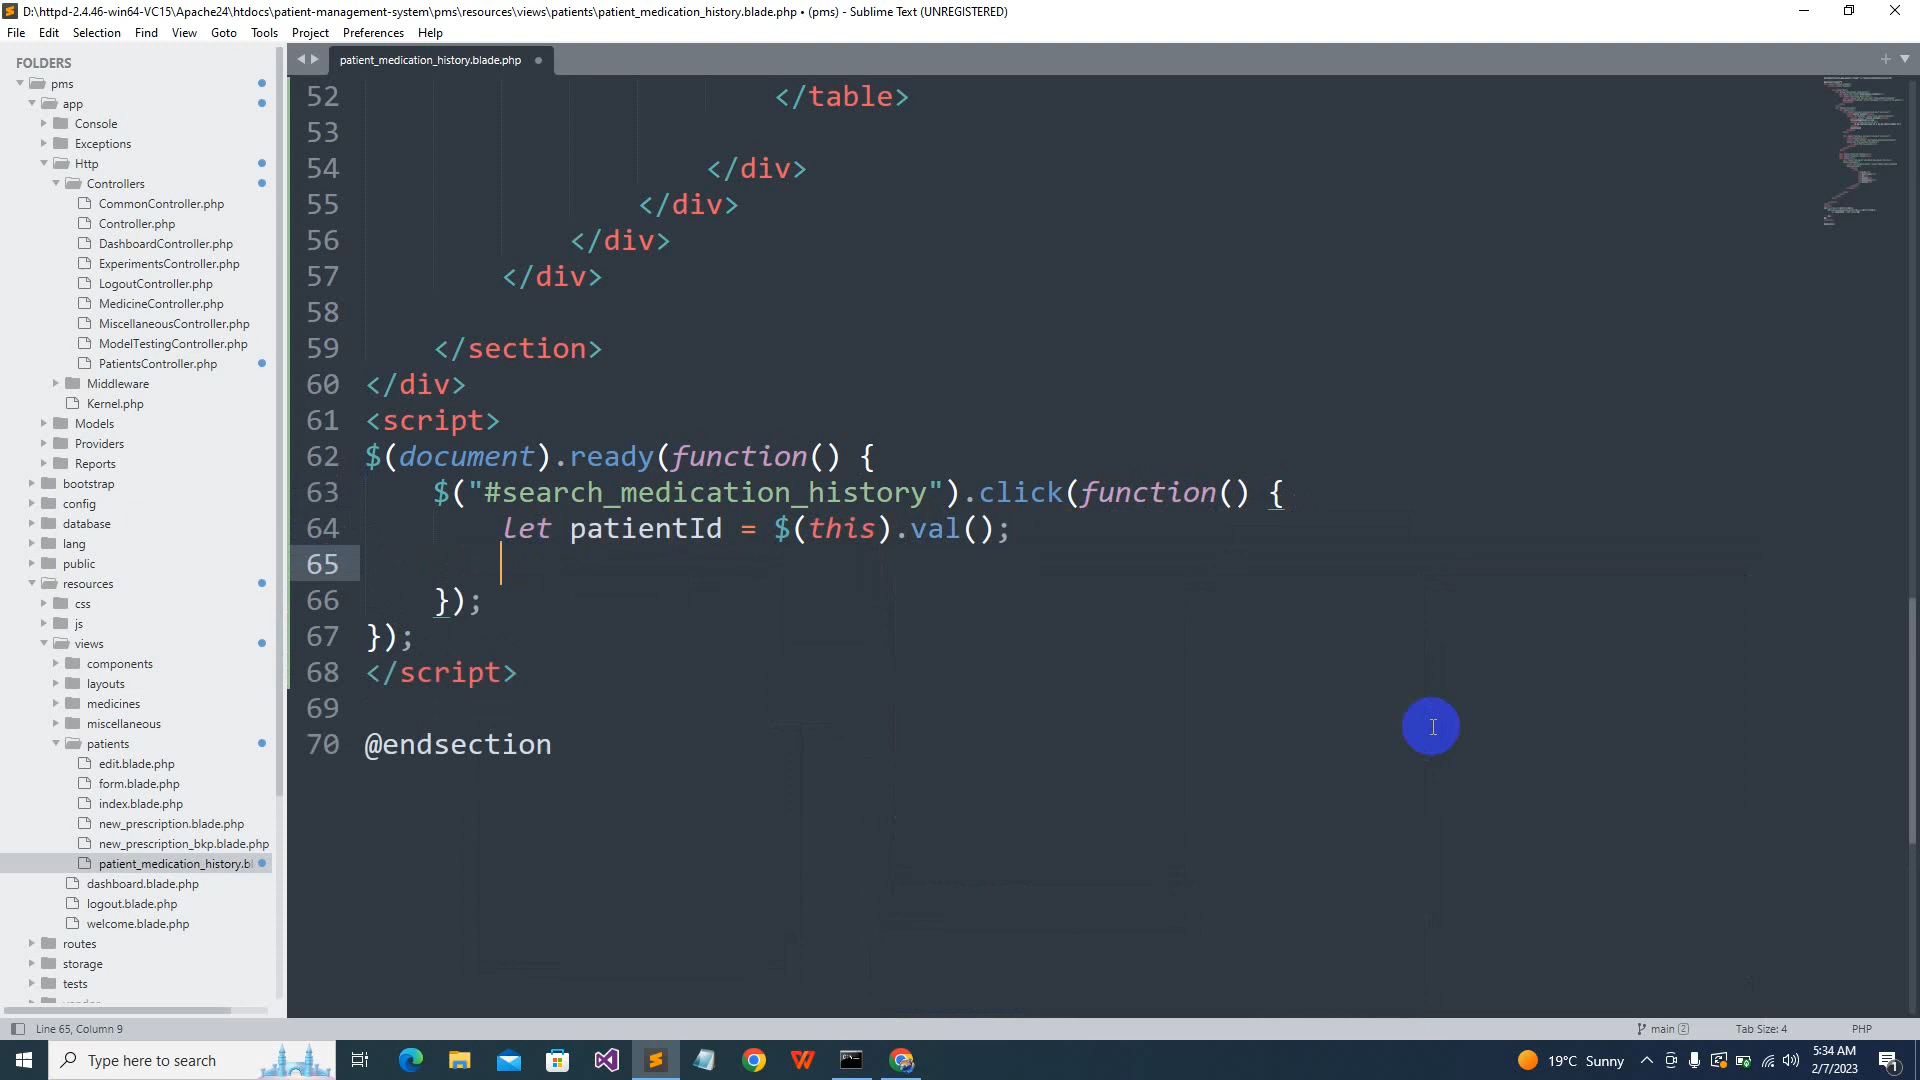 D:\httpd-2.4.46-win64-VC15\Apache24\htdocs\patient-management-system\pms\resources\views\patients\patient_medication_history.blade.php • (pms) - Sublime Text (UNREGISTERED)
File Edit Selection Find View Goto Tools Project Preferences Help
FOLDERS
pms
app
Console
Exceptions
Http
Controllers
CommonController.php
Controller.php
DashboardController.php
ExperimentsController.php
LogoutController.php
MedicineController.php
MiscellaneousController.php
ModelTestingController.php
PatientsController.php
Middleware
Kernel.php
Models
Providers
Reports
bootstrap
config
database
lang
public
resources
css
js
views
components
layouts
medicines
miscellaneous
patients
edit.blade.php
form.blade.php
index.blade.php
new_prescription.blade.php
new_prescription_bkp.blade.php
patient_medication_history.bl
dashboard.blade.php
logout.blade.php
welcome.blade.php
routes
storage
tests
patient_medication_history.blade.php
52 </table>
53
54 </div>
55 </div>
56 </div>
57 </div>
58
59 </section>
60 </div>
61 <script>
62 $(document).ready(function() {
63 $("#search_medication_history").click(function() {
64 let patientId = $(this).val();
65
66 });
67 });
68 </script>
69
70 @endsection
Line 65, Column 9
main 2
Tab Size: 4
PHP
Type here to search
19°C Sunny
5:34 AM
2/7/2023
1